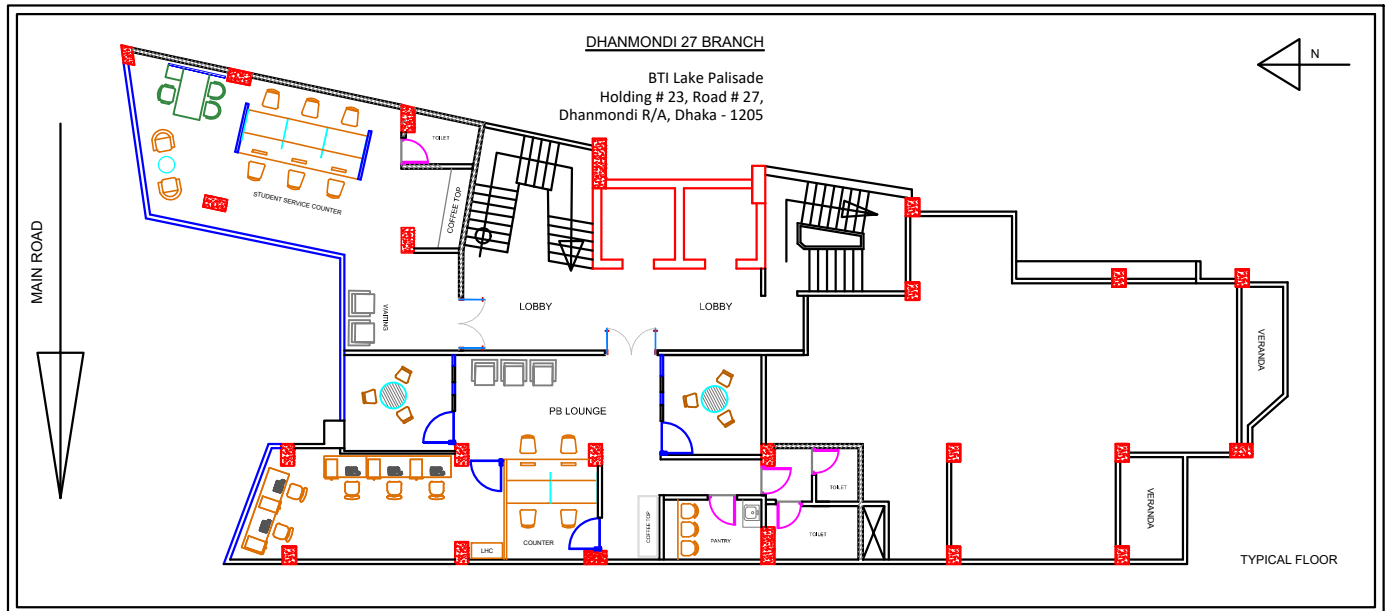 DHANMONDI 27 BRANCH
BTI Lake Palisade
Holding # 23, Road # 27,
Dhanmondi R/A, Dhaka - 1205
N
MAIN ROAD
TOILET
COFFEE TOP
STUDENT SERVICE COUNTER
WAITING
LOBBY
LOBBY
VERANDA
PB LOUNGE
TOILET
VERANDA
COFFEE TOP
PANTRY
TOILET
COUNTER
LHC
TYPICAL FLOOR